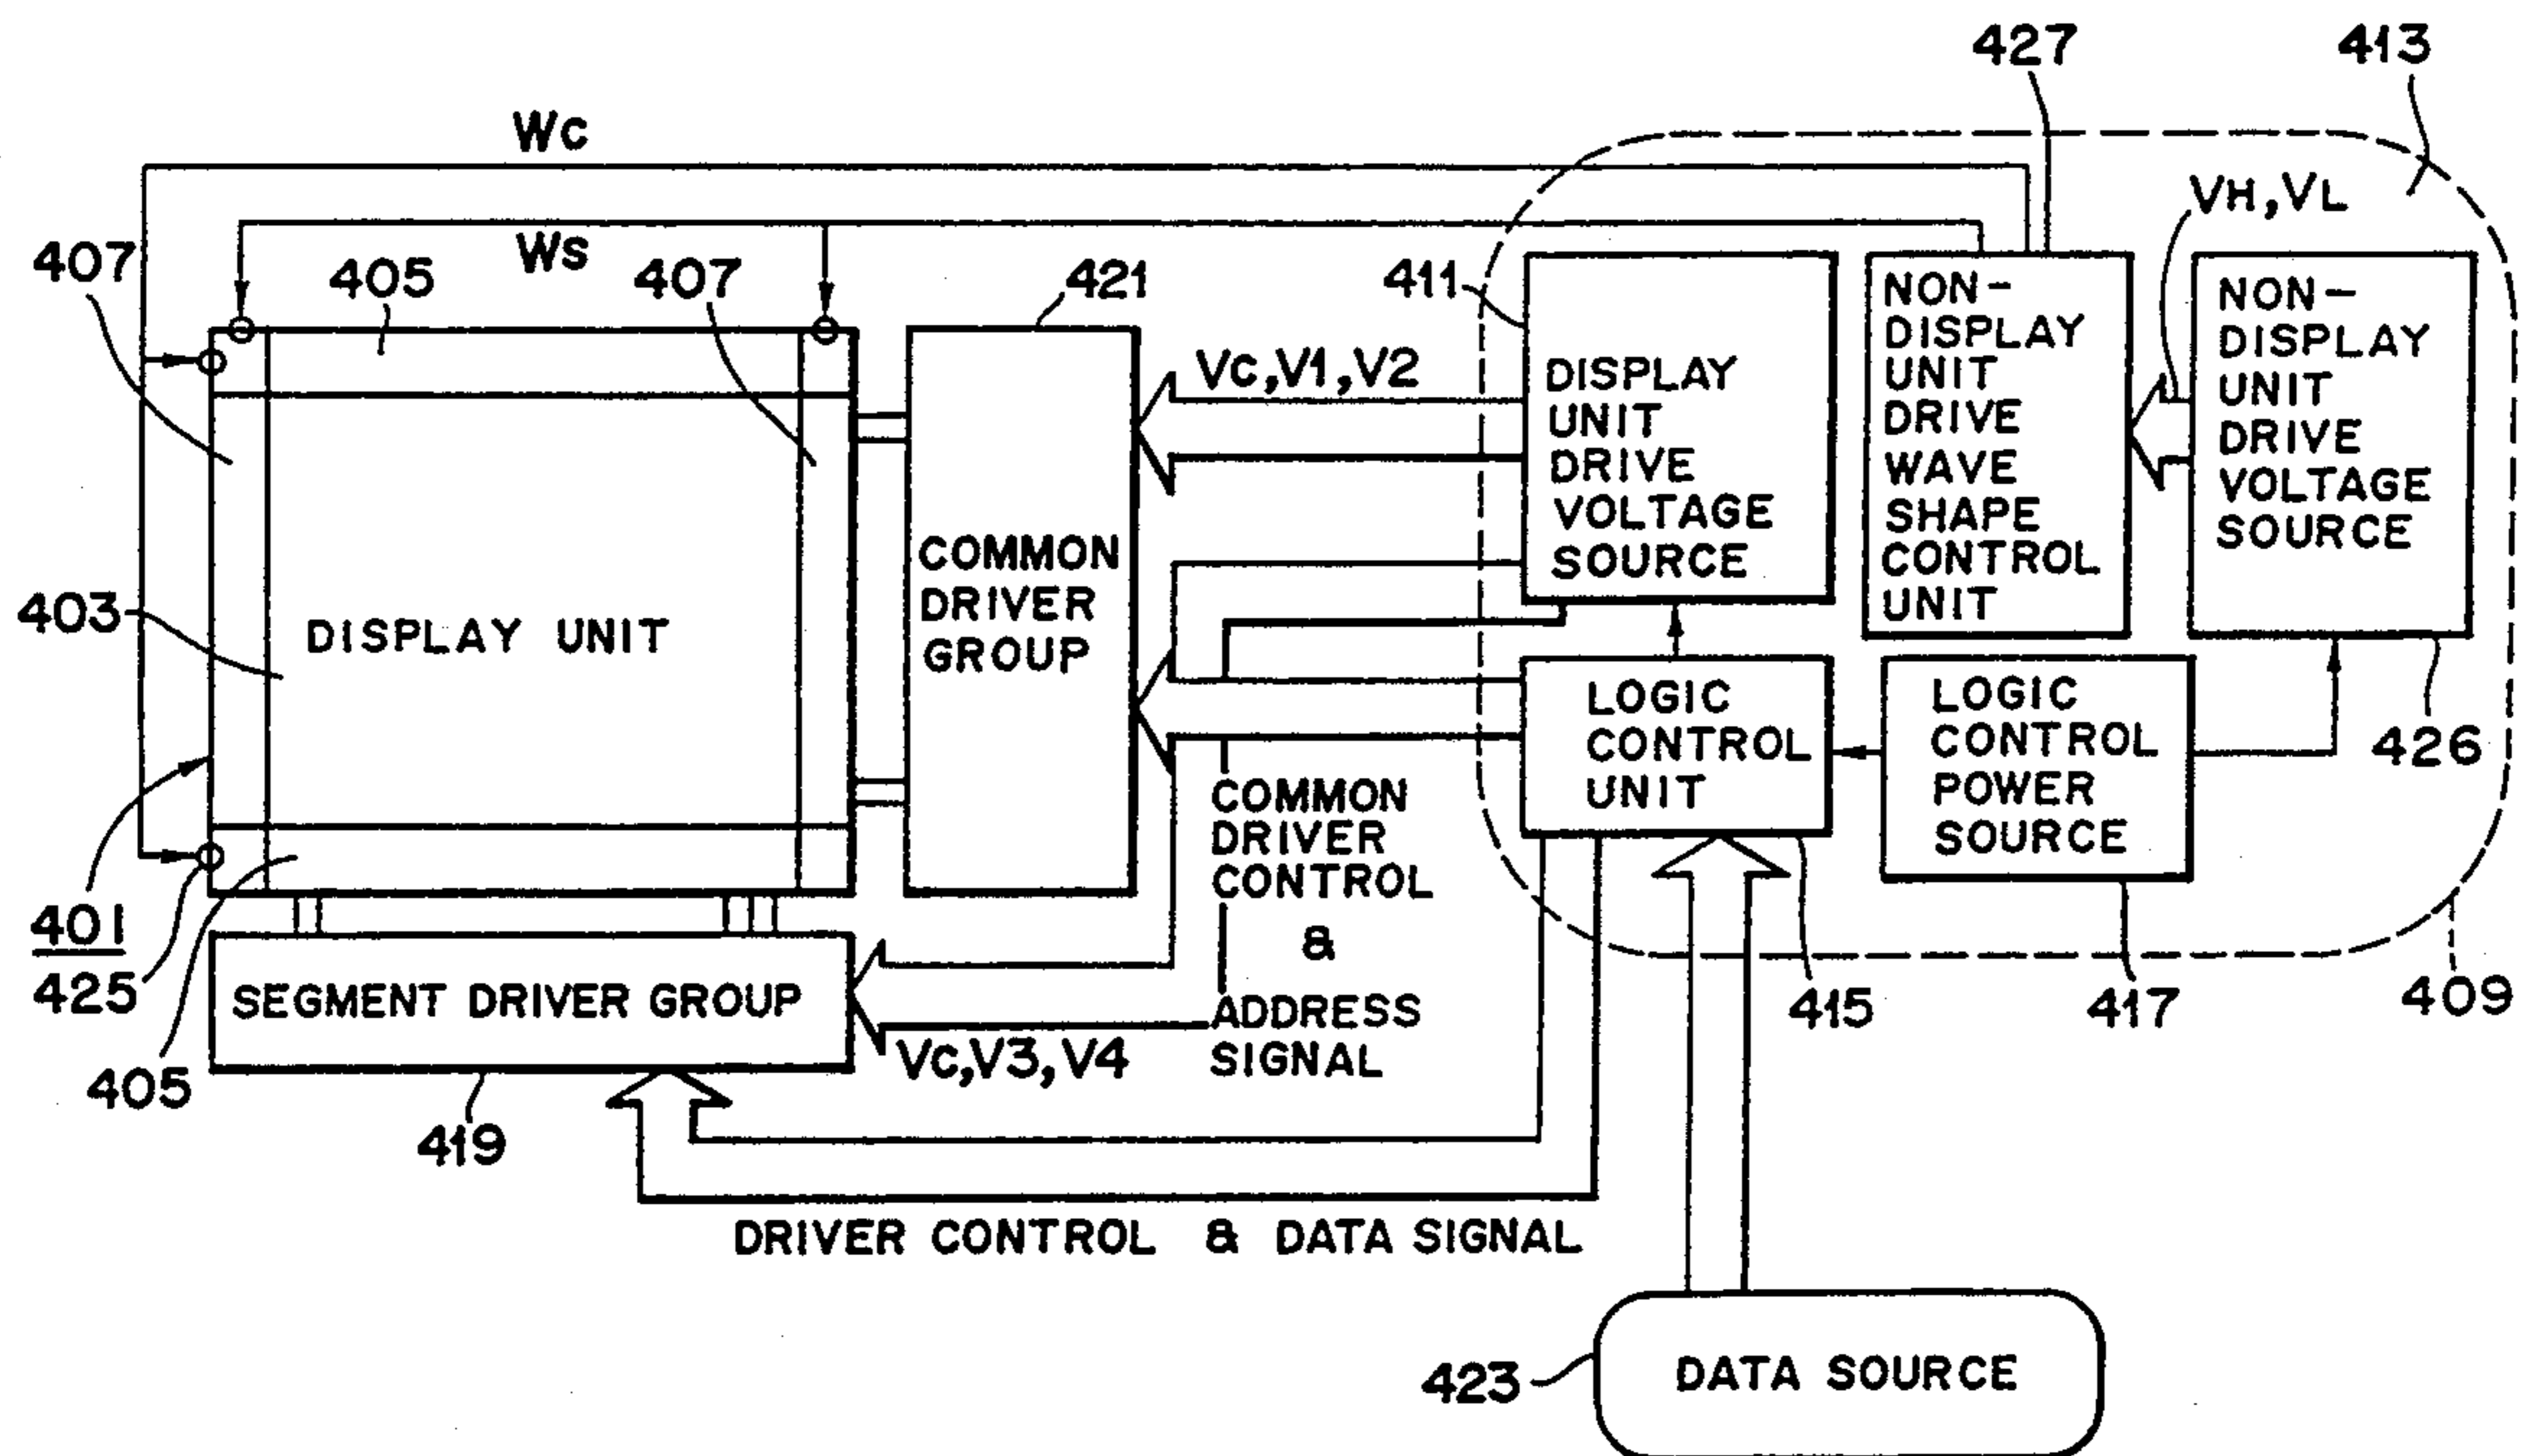 427
413
Wc
VH,VL
Ws
407
405
407
421
411
NON-
DISPLAY
UNIT
DRIVE
WAVE
SHAPE
CONTROL
UNIT
NON-
DISPLAY
UNIT
DRIVE
VOLTAGE
SOURCE
Vc,V1,V2
DISPLAY
UNIT
DRIVE
VOLTAGE
SOURCE
COMMON
DRIVER
GROUP
403
DISPLAY UNIT
LOGIC
CONTROL
UNIT
LOGIC
CONTROL
POWER
SOURCE
426
COMMON
DRIVER
CONTROL
&
ADDRESS
SIGNAL
401
425
SEGMENT DRIVER GROUP
415
417
409
Vc,V3,V4
405
419
DRIVER CONTROL & DATA SIGNAL
423
DATA SOURCE